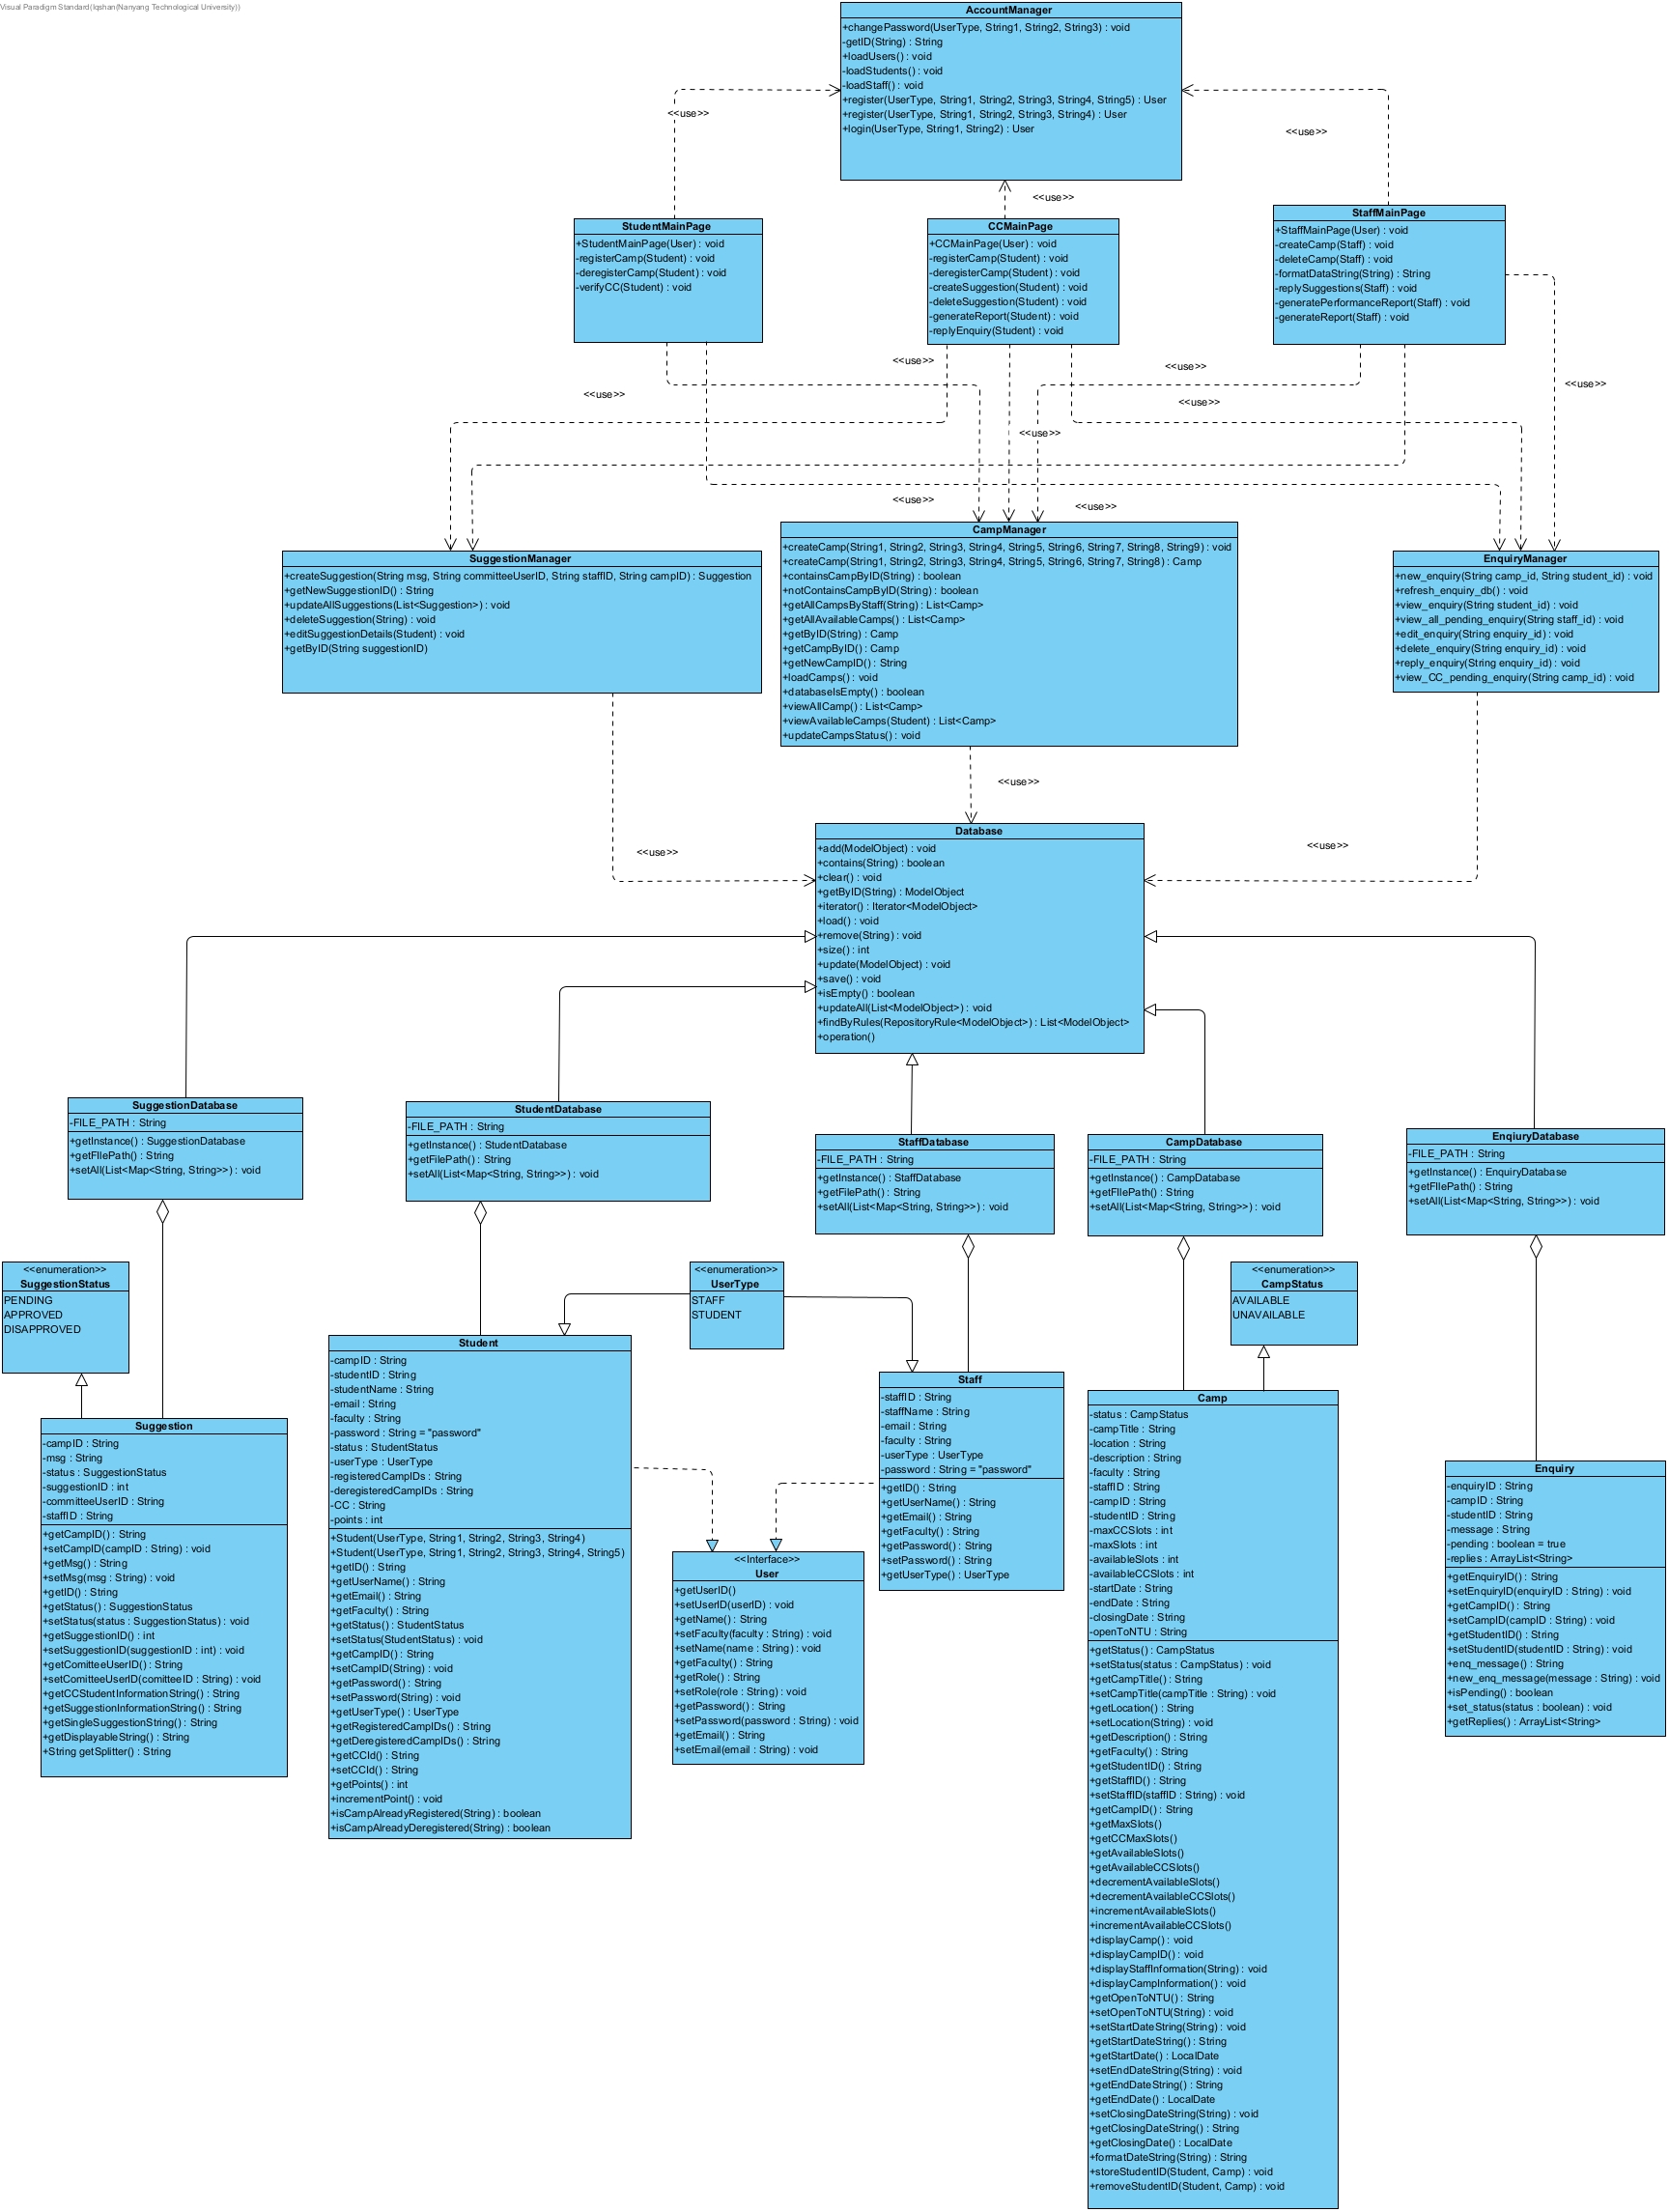 Visual Paradigm Standard(Iqshan(Nanyang Technological University))
AccountManager
+changePassword(UserType, String1, String2, String3) : void
-getID(String) : String
+loadUsers() : void
-loadStudents() : void
-loadStaff() : void
+register(UserType, String1, String2, String3, String4, String5) : User
+register(UserType, String1, String2, String3, String4) : User
+login(UserType, String1, String2) : User
<<use>>
<<use>>
<<use>>
StudentMainPage
+StudentMainPage(User) : void
-registerCamp(Student) : void
-deregisterCamp(Student) : void
-verifyCC(Student) : void
CCMainPage
+CCMainPage(User) : void
-registerCamp(Student) : void
-deregisterCamp(Student) : void
-createSuggestion(Student) : void
-deleteSuggestion(Student) : void
-generateReport(Student) : void
-replyEnquiry(Student) : void
StaffMainPage
+StaffMainPage(User) : void
-createCamp(Staff) : void
-deleteCamp(Staff) : void
-formatDataString(String) : String
-replySuggestions(Staff) : void
-generatePerformanceReport(Staff) : void
-generateReport(Staff) : void
<<use>>
<<use>>
<<use>>
<<use>>
<<use>>
<<use>>
<<use>>
<<use>>
SuggestionManager
+createSuggestion(String msg, String committeeUserID, String staffID, String campID) : Suggestion
+getNewSuggestionID() : String
+updateAllSuggestions(List<Suggestion>) : void
+deleteSuggestion(String) : void
+editSuggestionDetails(Student) : void
+getByID(String suggestionID)
CampManager
+createCamp(String1, String2, String3, String4, String5, String6, String7, String8, String9) : void
+createCamp(String1, String2, String3, String4, String5, String6, String7, String8) : Camp
+containsCampByID(String) : boolean
+notContainsCampByID(String) : boolean
+getAllCampsByStaff(String) : List<Camp>
+getAllAvailableCamps() : List<Camp>
+getByID(String) : Camp
+getCampByID() : Camp
+getNewCampID() : String
+loadCamps() : void
+databaseIsEmpty() : boolean
+viewAllCamp() : List<Camp>
+viewAvailableCamps(Student) : List<Camp>
+updateCampsStatus() : void
EnquiryManager
+new_enquiry(String camp_id, String student_id) : void
+refresh_enquiry_db() : void
+view_enquiry(String student_id) : void
+view_all_pending_enquiry(String staff_id) : void
+edit_enquiry(String enquiry_id) : void
+delete_enquiry(String enquiry_id) : void
+reply_enquiry(String enquiry_id) : void
+view_CC_pending_enquiry(String camp_id) : void
<<use>>
<<use>>
<<use>>
Database
+add(ModelObject) : void
+contains(String) : boolean
+clear() : void
+getByID(String) : ModelObject
+iterator() : Iterator<ModelObject>
+load() : void
+remove(String) : void
+size() : int
+update(ModelObject) : void
+save() : void
+isEmpty() : boolean
+updateAll(List<ModelObject>) : void
+findByRules(RepositoryRule<ModelObject>) : List<ModelObject>
+operation()
SuggestionDatabase
-FILE_PATH : String
+getInstance() : SuggestionDatabase
+getFIlePath() : String
+setAll(List<Map<String, String>>) : void
StudentDatabase
-FILE_PATH : String
+getInstance() : StudentDatabase
+getFilePath() : String
+setAll(List<Map<String, String>>) : void
StaffDatabase
-FILE_PATH : String
+getInstance() : StaffDatabase
+getFilePath() : String
+setAll(List<Map<String, String>>) : void
CampDatabase
-FILE_PATH : String
+getInstance() : CampDatabase
+getFIlePath() : String
+setAll(List<Map<String, String>>) : void
EnqiuryDatabase
-FILE_PATH : String
+getInstance() : EnquiryDatabase
+getFIlePath() : String
+setAll(List<Map<String, String>>) : void
<<enumeration>>
SuggestionStatus
PENDING
APPROVED
DISAPPROVED
<<enumeration>>
UserType
STAFF
STUDENT
<<enumeration>>
CampStatus
AVAILABLE
UNAVAILABLE
Suggestion
-campID : String
-msg : String
-status : SuggestionStatus
-suggestionID : int
-committeeUserID : String
-staffID : String
+getCampID() : String
+setCampID(campID : String) : void
+getMsg() : String
+setMsg(msg : String) : void
+getID() : String
+getStatus() : SuggestionStatus
+setStatus(status : SuggestionStatus) : void
+getSuggestionID() : int
+setSuggestionID(suggestionID : int) : void
+getComitteeUserID() : String
+setComitteeUserID(comitteeID : String) : void
+getCCStudentInformationString() : String
+getSuggestionInformationString() : String
+getSingleSuggestionString() : String
+getDisplayableString() : String
+String getSplitter() : String
Student
-campID : String
-studentID : String
-studentName : String
-email : String
-faculty : String
-password : String = "password"
-status : StudentStatus
-userType : UserType
-registeredCampIDs : String
-deregisteredCampIDs : String
-CC : String
-points : int
+Student(UserType, String1, String2, String3, String4)
+Student(UserType, String1, String2, String3, String4, String5)
+getID() : String
+getUserName() : String
+getEmail() : String
+getFaculty() : String
+getStatus() : StudentStatus
+setStatus(StudentStatus) : void
+getCampID() : String
+setCampID(String) : void
+getPassword() : String
+setPassword(String) : void
+getUserType() : UserType
+getRegisteredCampIDs() : String
+getDeregisteredCampIDs() : String
+getCCId() : String
+setCCId() : String
+getPoints() : int
+incrementPoint() : void
+isCampAlreadyRegistered(String) : boolean
+isCampAlreadyDeregistered(String) : boolean
Staff
-staffID : String
-staffName : String
-email : String
-faculty : String
-userType : UserType
-password : String = "password"
+getID() : String
+getUserName() : String
+getEmail() : String
+getFaculty() : String
+getPassword() : String
+setPassword() : String
+getUserType() : UserType
<<Interface>>
User
+getUserID()
+setUserID(userID) : void
+getName() : String
+setFaculty(faculty : String) : void
+setName(name : String) : void
+getFaculty() : String
+getRole() : String
+setRole(role : String) : void
+getPassword() : String
+setPassword(password : String) : void
+getEmail() : String
+setEmail(email : String) : void
Camp
-status : CampStatus
-campTitle : String
-location : String
-description : String
-faculty : String
-staffID : String
-campID : String
-studentID : String
-maxCCSlots : int
-maxSlots : int
-availableSlots : int
-availableCCSlots : int
-startDate : String
-endDate : String
-closingDate : String
-openToNTU : String
+getStatus() : CampStatus
+setStatus(status : CampStatus) : void
+getCampTitle() : String
+setCampTitle(campTitle : String) : void
+getLocation() : String
+setLocation(String) : void
+getDescription() : String
+getFaculty() : String
+getStudentID() : String
+getStaffID() : String
+setStaffID(staffID : String) : void
+getCampID() : String
+getMaxSlots()
+getCCMaxSlots()
+getAvailableSlots()
+getAvailableCCSlots()
+decrementAvailableSlots()
+decrementAvailableCCSlots()
+incrementAvailableSlots()
+incrementAvailableCCSlots()
+displayCamp() : void
+displayCampID() : void
+displayStaffInformation(String) : void
+displayCampInformation() : void
+getOpenToNTU() : String
+setOpenToNTU(String) : void
+setStartDateString(String) : void
+getStartDateString() : String
+getStartDate() : LocalDate
+setEndDateString(String) : void
+getEndDateString() : String
+getEndDate() : LocalDate
+setClosingDateString(String) : void
+getClosingDateString() : String
+getClosingDate() : LocalDate
+formatDateString(String) : String
+storeStudentID(Student, Camp) : void
+removeStudentID(Student, Camp) : void
Enquiry
-enquiryID : String
-campID : String
-studentID : String
-message : String
-pending : boolean = true
-replies : ArrayList<String>
+getEnquiryID() : String
+setEnquiryID(enquiryID : String) : void
+getCampID() : String
+setCampID(campID : String) : void
+getStudentID() : String
+setStudentID(studentID : String) : void
+enq_message() : String
+new_enq_message(message : String) : void
+isPending() : boolean
+set_status(status : boolean) : void
+getReplies() : ArrayList<String>